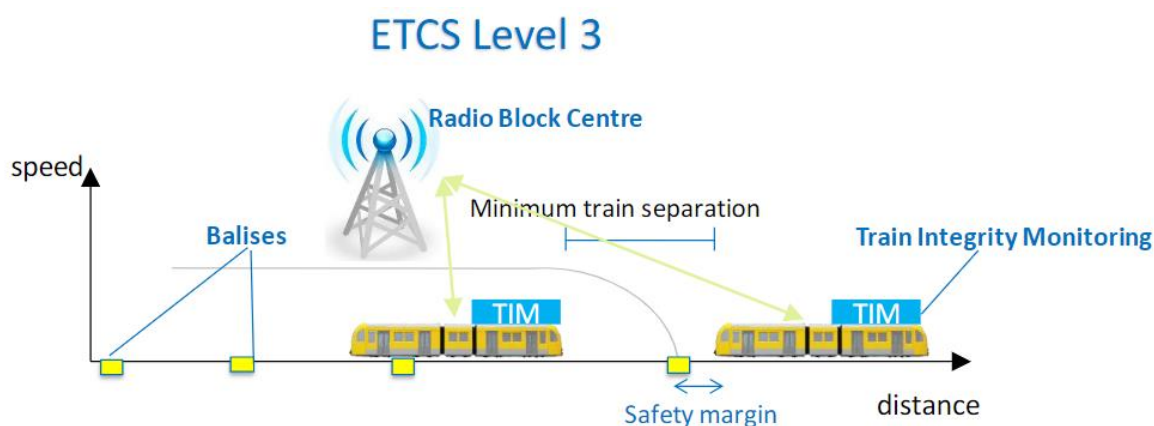 ETCS Level 3
Radio Block Centre
speed
Minimum train separation
Balises
Train Integrity Monitoring
TIM
TIM
Safety margin
distance